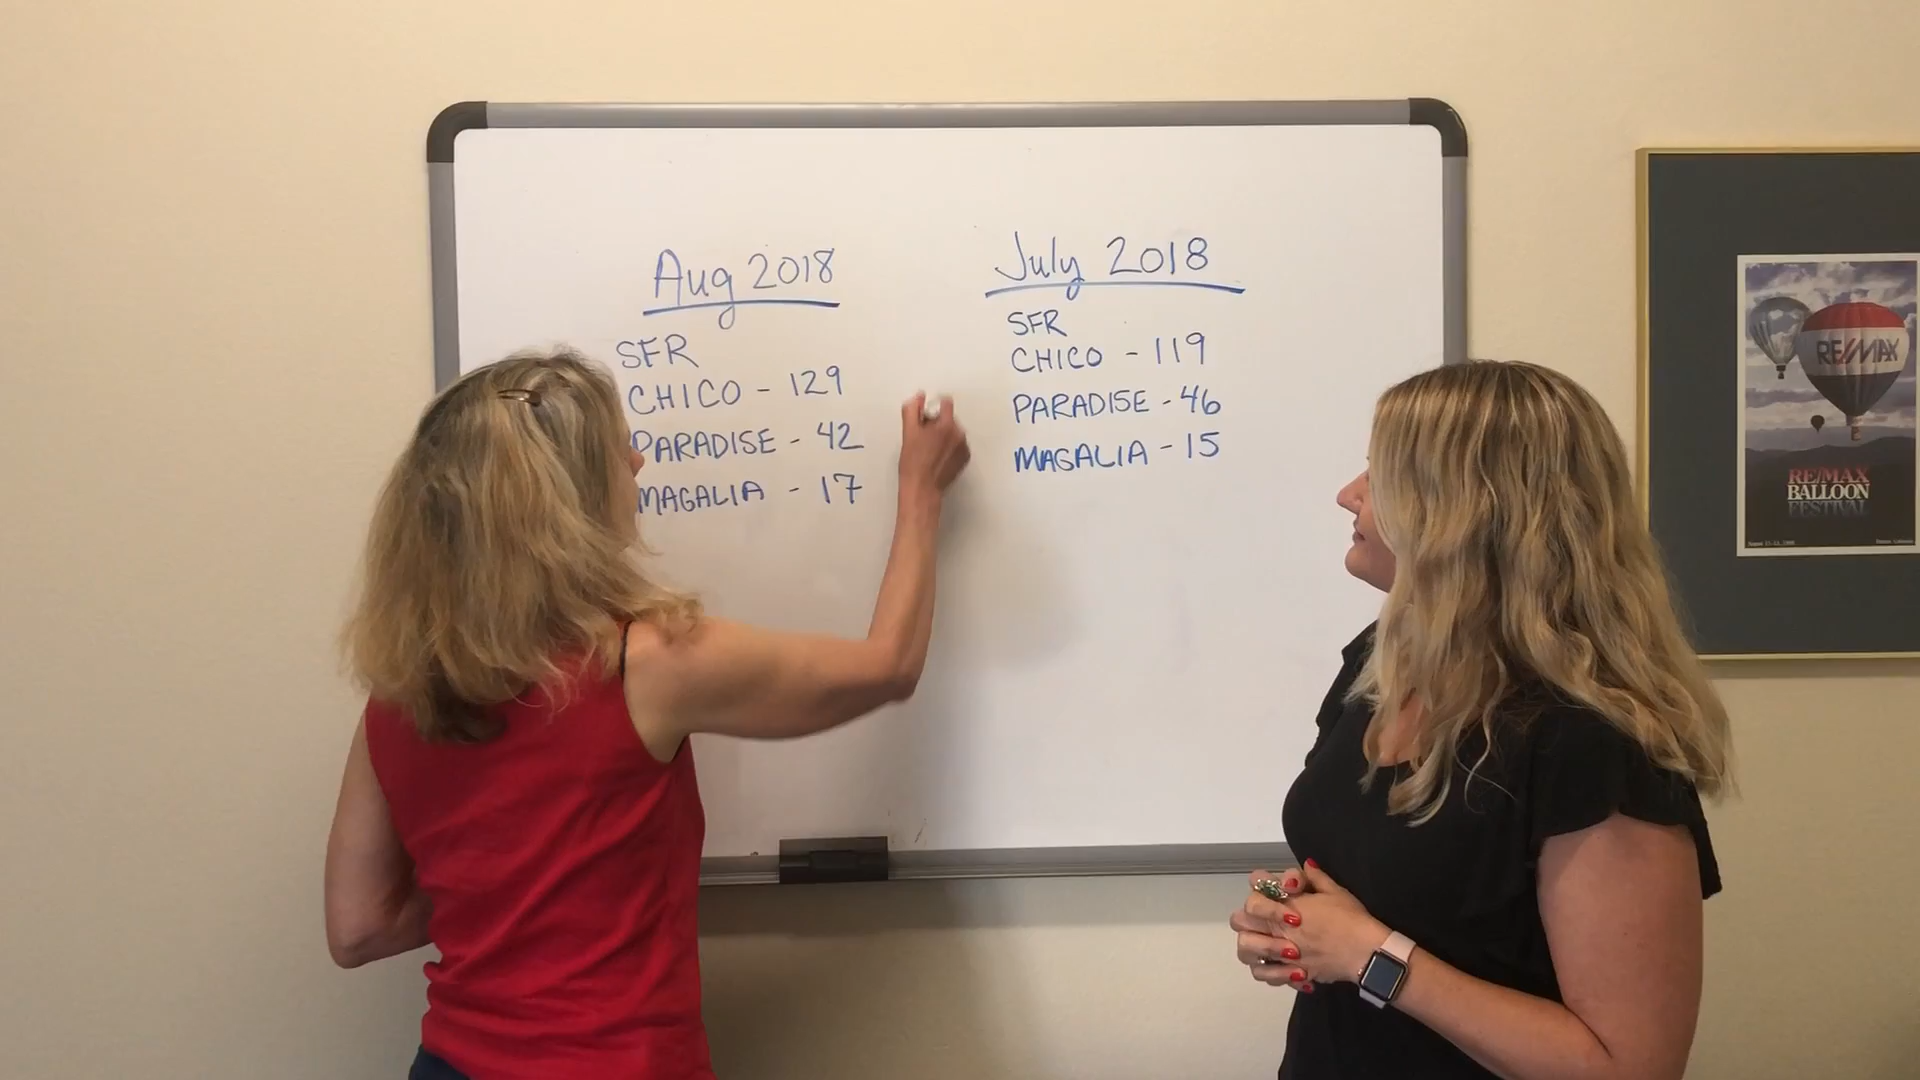 Aug 2018
SFR
CHICO - 129
PARADISE - 42
MAGALIA - 17
July 2018
SFR
CHICO - 119
PARADISE - 46
MAGALIA - 15
RE/MAX
RE/MAX
BALLOON
FESTIVAL